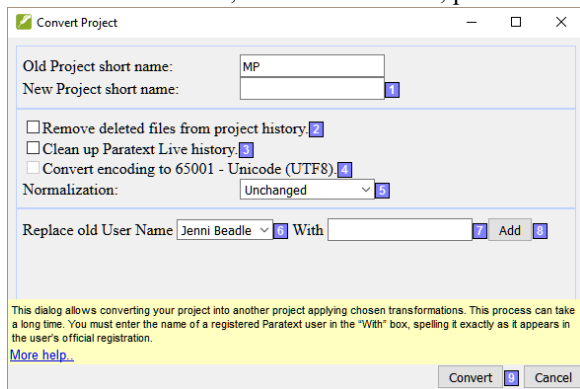 Convert Project
Old Project short name: MP
New Project short name: 1
Remove deleted files from project history. 2
Clean up Paratext Live history. 3
Convert encoding to 65001 - Unicode (UTF8). 4
Normalization: Unchanged 5
Replace old User Name Jenni Beadle 6 With 7 Add 8
This dialog allows converting your project into another project applying chosen transformations. This process can take
a long time. You must enter the name of a registered Paratext user in the "With" box, spelling it exactly as it appears in
the user's official registration.
More help..
Convert 9 Cancel